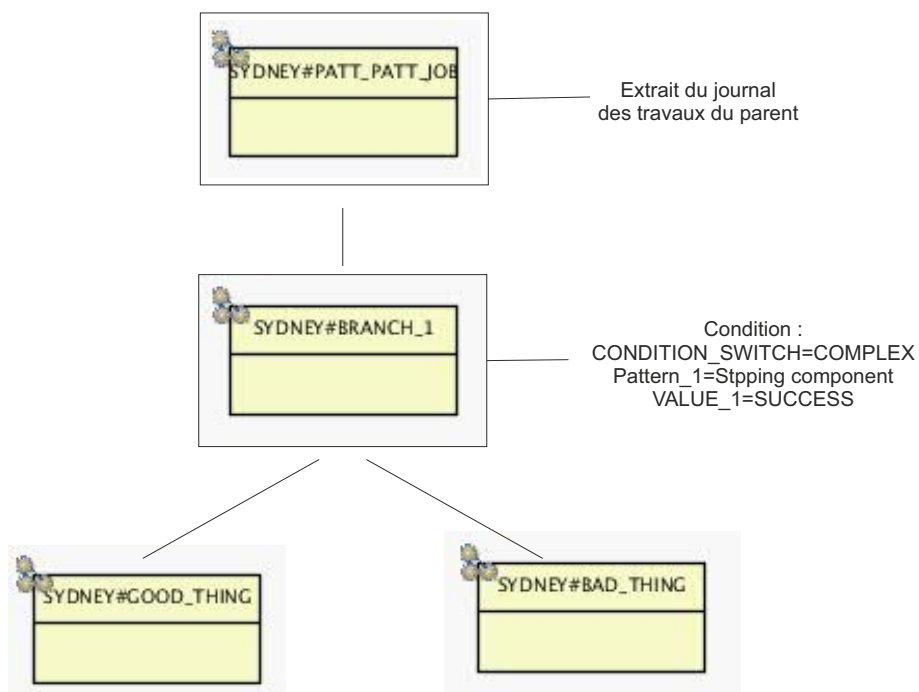 SYDNEY#PATT_PATT_JOB
Extrait du journal
des travaux du parent
SYDNEY#BRANCH_1
Condition :
CONDITION_SWITCH=COMPLEX
Pattern_1=Stpping component
VALUE_1=SUCCESS
SYDNEY#GOOD_THING
SYDNEY#BAD_THING